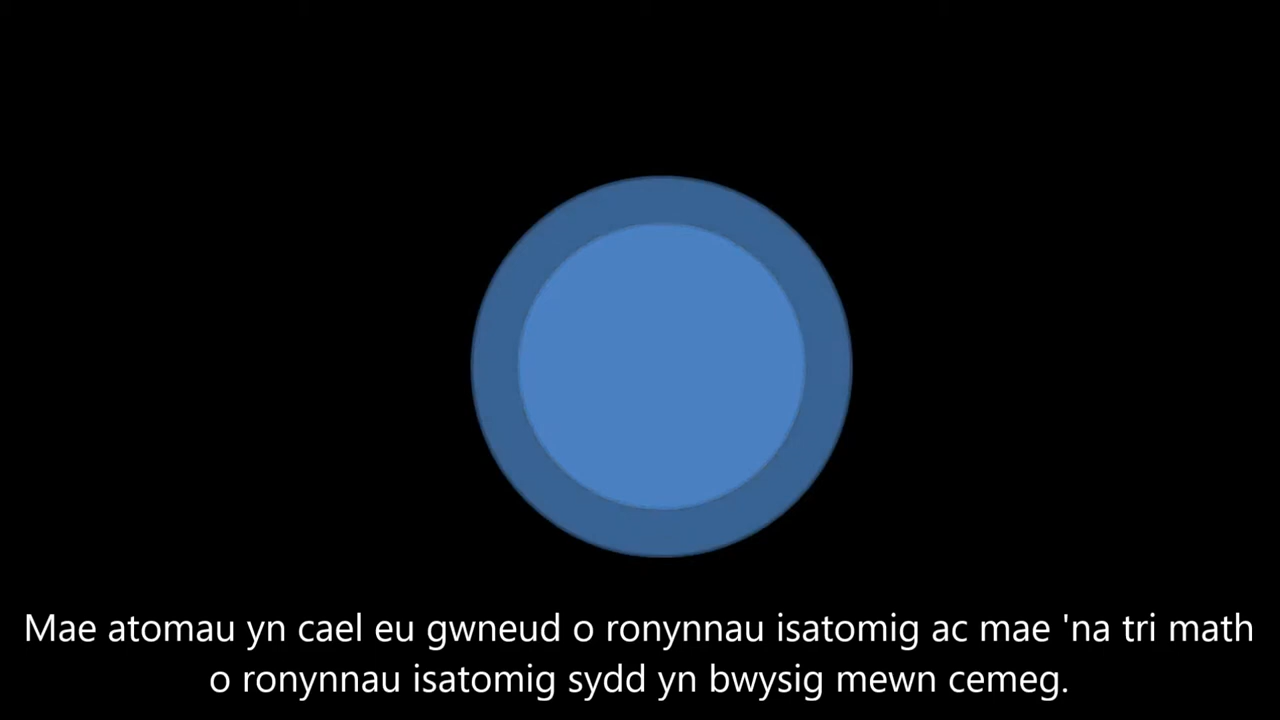 Mae atomau yn cael eu gwneud o ronynnau isatomig ac mae 'na tri math
o ronynnau isatomig sydd yn bwysig mewn cemeg.